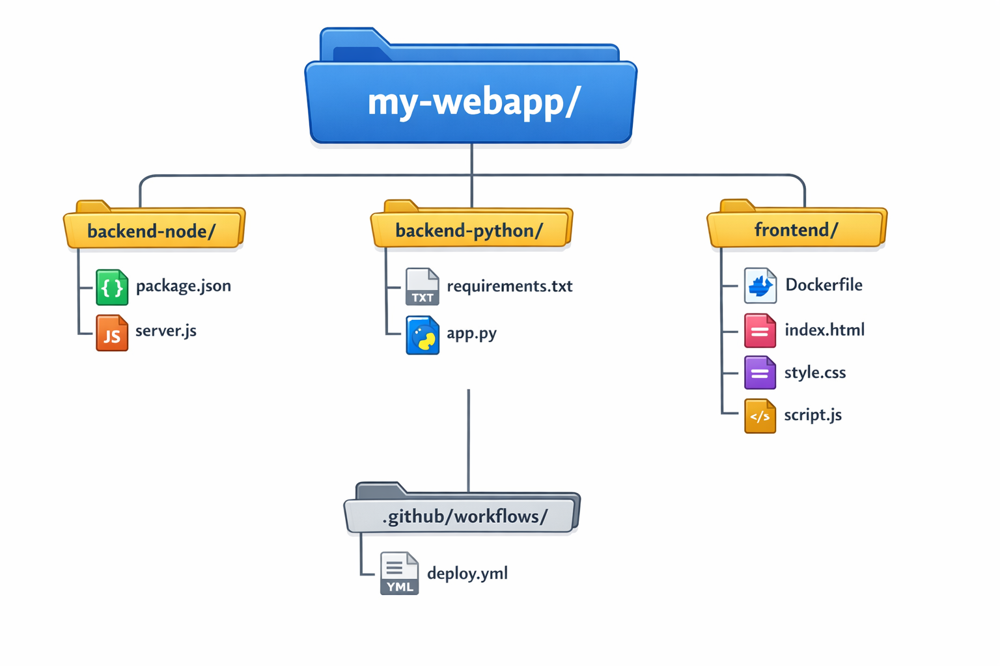 my-webapp/
backend-node/
{ } package.json
JS server.js
backend-python/
requirements.txt
TXT
app.py
frontend/
Dockerfile
index.html
style.css
</> script.js
.github/workflows/
deploy.yml
YML